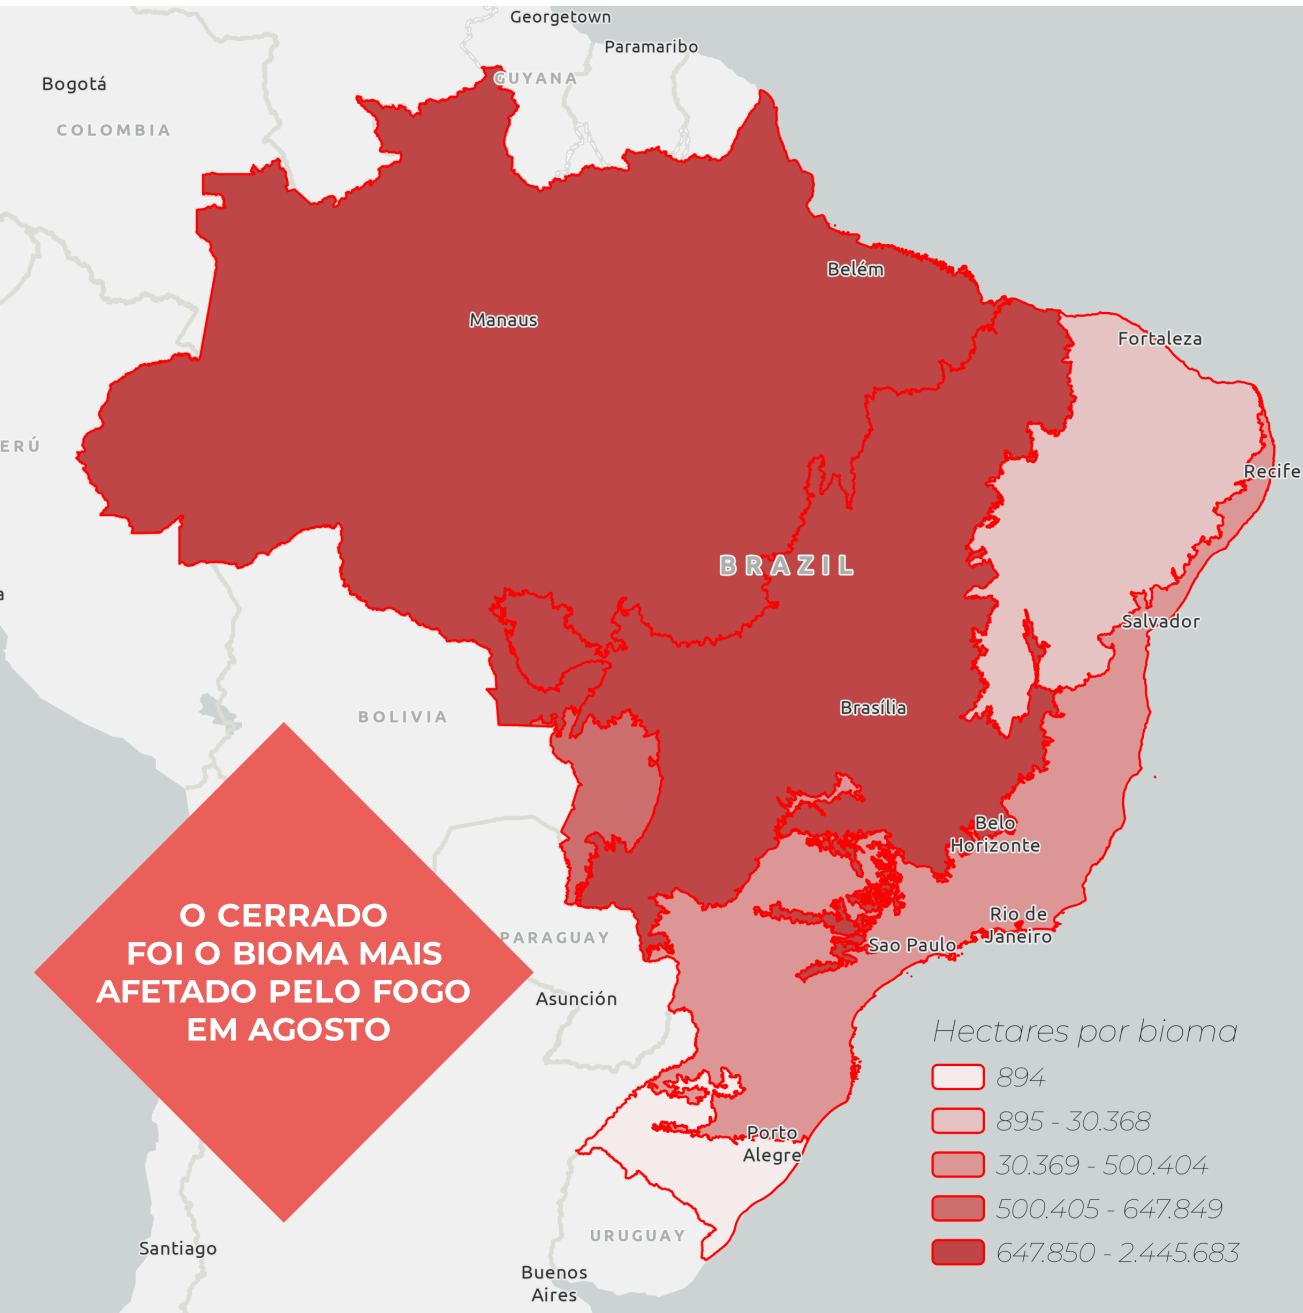 Georgetown
Paramaribo
Bogotá
GUYANA
COLOMBIA
Belém
Manaus
Fortaleza
ERÚ
Recife
BRAZIL
a
Salvador
Brasília
BOLIVIA
Belo
Horizonte
O CERRADO
FOI O BIOMA MAIS
AFETADO PELO FOGO
EM AGOSTO
PARAGUAY
Rio de
Janeiro
Sao Paulo
Asunción
Hectares por bioma
894
895 - 30.368
30.369 - 500.404
500.405 - 647.849
647.850 - 2.445.683
Porto
Alegre
URUGUAY
Santiago
Buenos
Aires